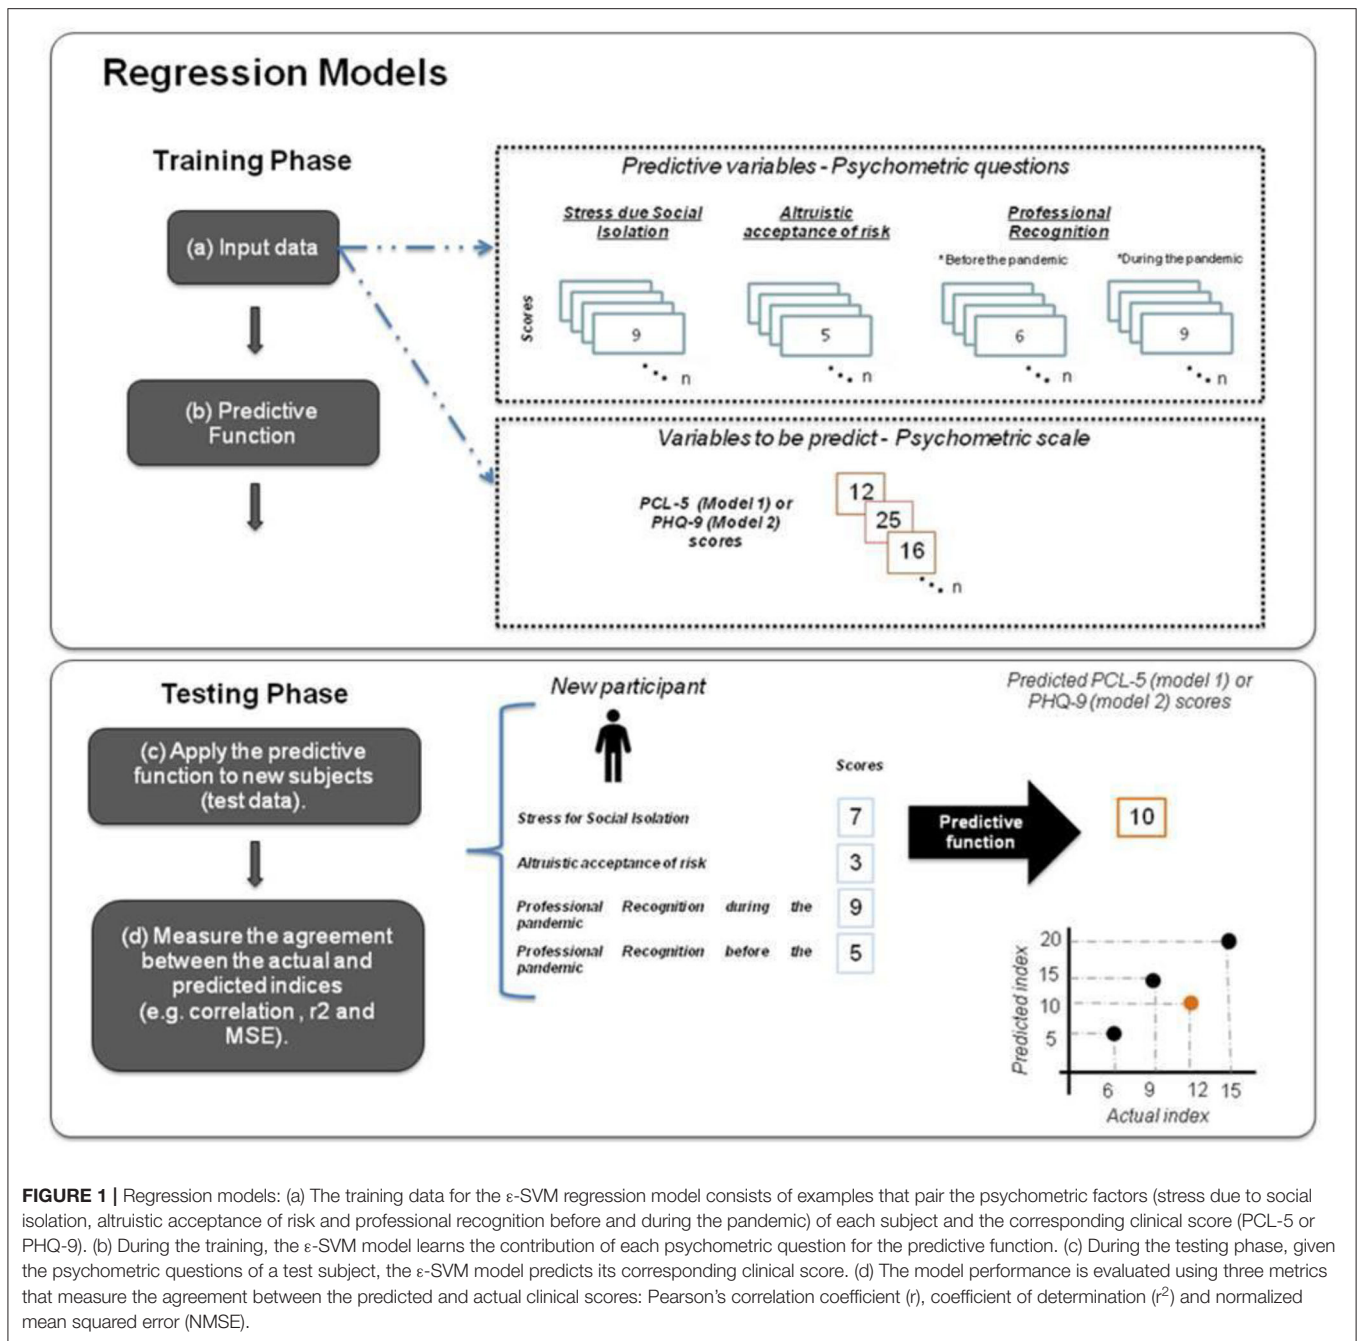 Regression Models
Training Phase
(a) Input data
(b) Predictive
Function
Predictive variables - Psychometric questions
Stress due Social
Isolation
Altruistic
acceptance of risk
Professional
Recognition
*Before the pandemic
*During the pandemic
Scores
9
n
5
n
6
n
9
n
Variables to be predict - Psychometric scale
PCL-5 (Model 1) or
PHQ-9 (Model 2)
scores
12
25
16
n
Testing Phase
(c) Apply the predictive
function to new subjects
(test data).
(d) Measure the agreement
between the actual and
predicted indices
(e.g. correlation , r2 and
MSE).
New participant
Scores
Stress for Social Isolation
7
Altruistic acceptance of risk
3
Professional Recognition during the
pandemic
9
Professional Recognition before the
pandemic
5
Predictive
function
Predicted PCL-5 (model 1) or
PHQ-9 (model 2) scores
10
Predicted index
20
15
10
5
6 9 12 15
Actual index
FIGURE 1 | Regression models: (a) The training data for the ε-SVM regression model consists of examples that pair the psychometric factors (stress due to social
isolation, altruistic acceptance of risk and professional recognition before and during the pandemic) of each subject and the corresponding clinical score (PCL-5 or
PHQ-9). (b) During the training, the ε-SVM model learns the contribution of each psychometric question for the predictive function. (c) During the testing phase, given
the psychometric questions of a test subject, the ε-SVM model predicts its corresponding clinical score. (d) The model performance is evaluated using three metrics
that measure the agreement between the predicted and actual clinical scores: Pearson's correlation coefficient (r), coefficient of determination (r²) and normalized
mean squared error (NMSE).